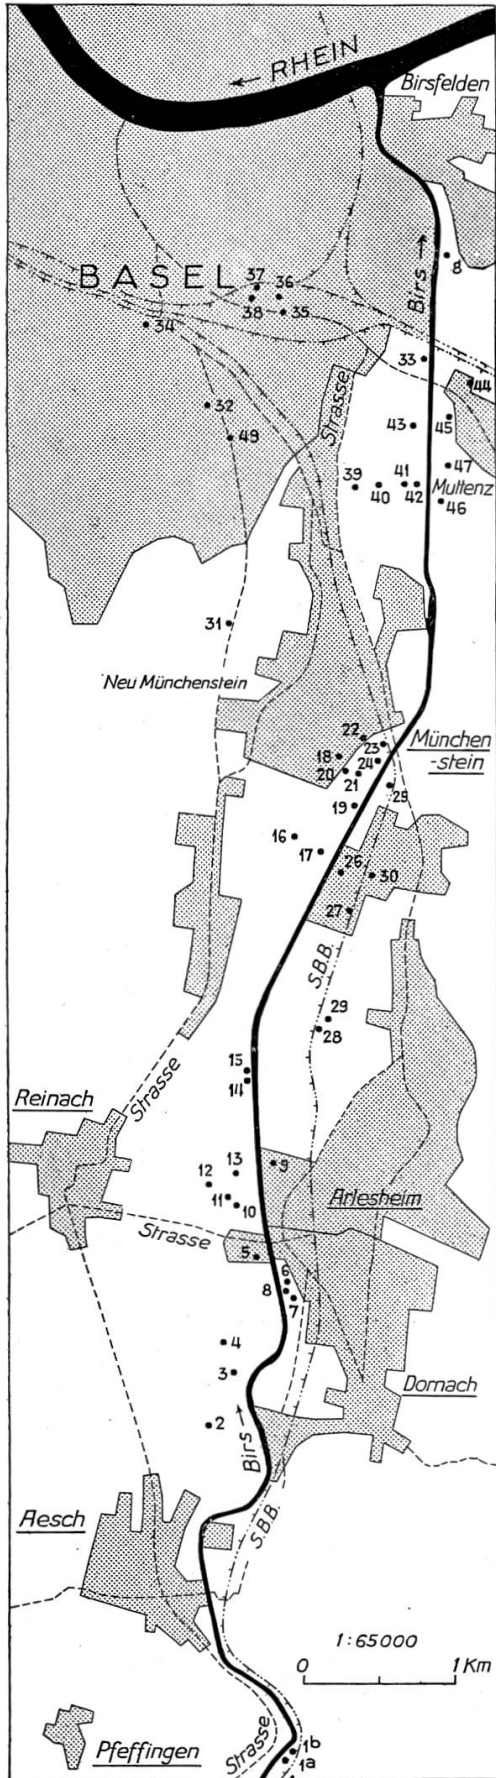 ← RHEIN
Birsfelden
BASEL
Birs →
8
37
36
38
35
34
33
Strasse
44
32
43
45
49
47
39
40
41
42
Muttenz
46
31
Neu Münchenstein
22
23
München
-stein
18
24
20
21
25
19
16
17
26
30
27
S.B.B.
29
28
15
14
Strasse
Reinach
9
13
12
11
10
Arlesheim
Strasse
5
6
8
7
4
3
Dornach
2
Birs →
Aesch
S.B.B.
1:65000
0 1 Km
Strasse
Pfeffingen
1b
1a